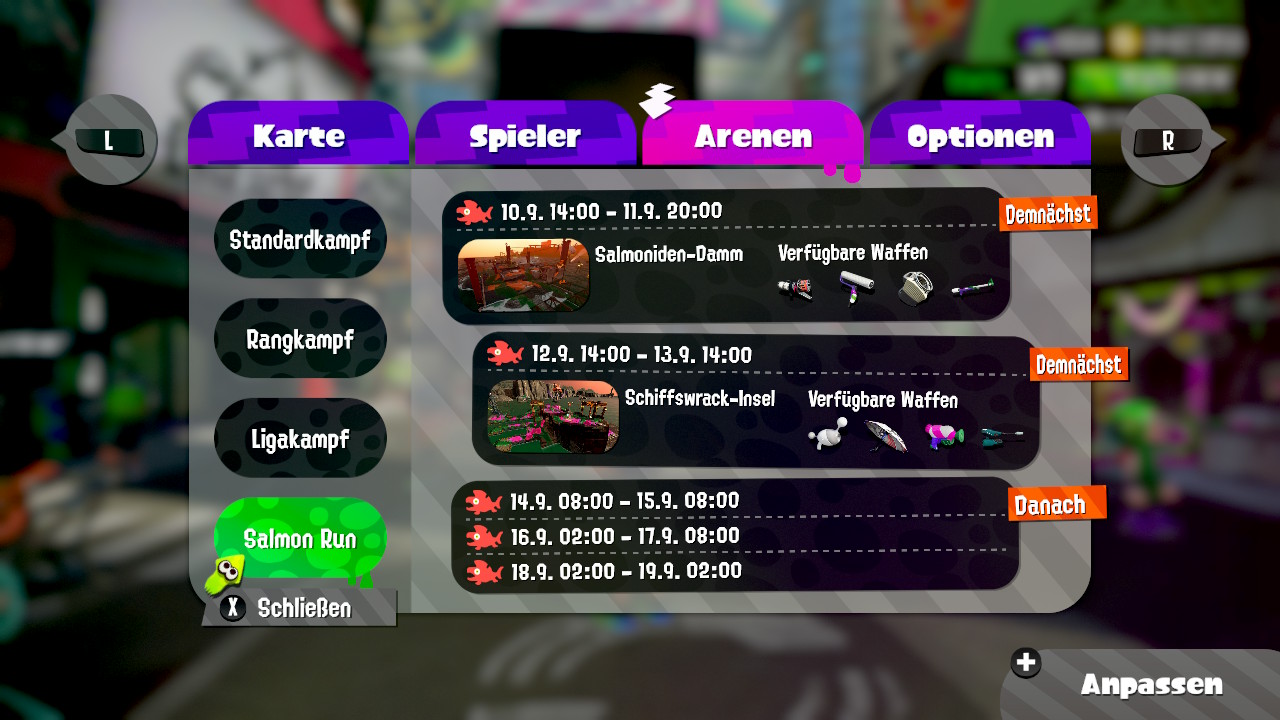 L
Karte
Spieler
Arenen
Optionen
R
Standardkampf
Rangkampf
Ligakampf
Salmon Run
X Schließen
10.9. 14:00 – 11.9. 20:00
Demnächst
Salmoniden-Damm
Verfügbare Waffen
12.9. 14:00 – 13.9. 14:00
Demnächst
Schiffswrack-Insel
Verfügbare Waffen
14.9. 08:00 – 15.9. 08:00
Danach
16.9. 02:00 – 17.9. 08:00
18.9. 02:00 – 19.9. 02:00
+ Anpassen